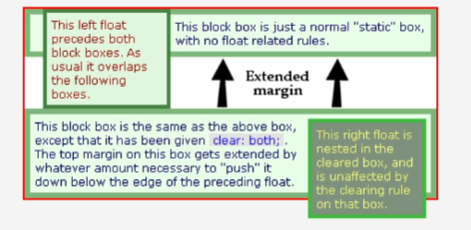 This left float
precedes both
block boxes. As
usual it overlaps
the following
boxes.
This block box is just a normal "static" box,
with no float related rules.
Extended
margin
This block box is the same as the above box,
except that it has been given clear: both; .
The top margin on this box gets extended by
whatever amount necessary to "push" it
down below the edge of the preceding float.
This right float is
nested in the
cleared box, and
is unaffected by
the clearing rule
on that box.